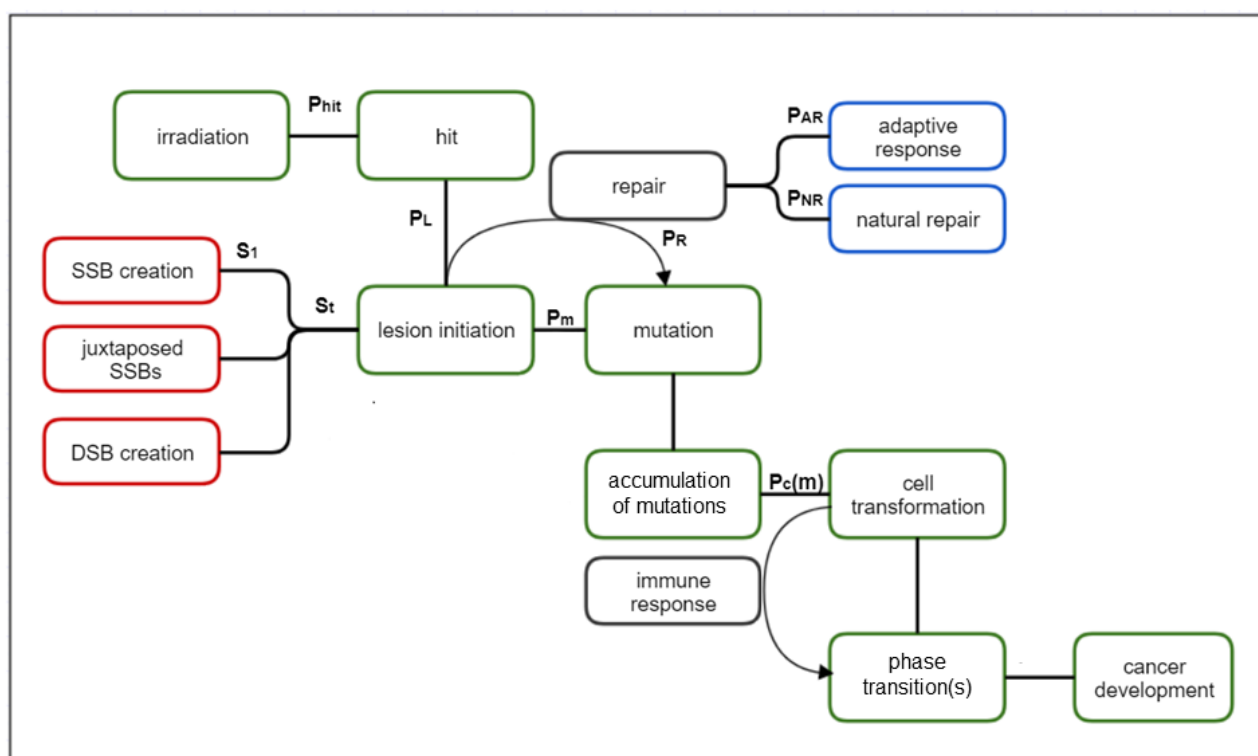 irradiation
Phit
hit
PL
repair
PAR
adaptive
response
PNR
natural repair
PR
SSB creation
S1
St
juxtaposed
SSBs
DSB creation
lesion initiation
Pm
mutation
accumulation
of mutations
Pc(m)
cell
transformation
immune
response
phase
transition(s)
cancer
development